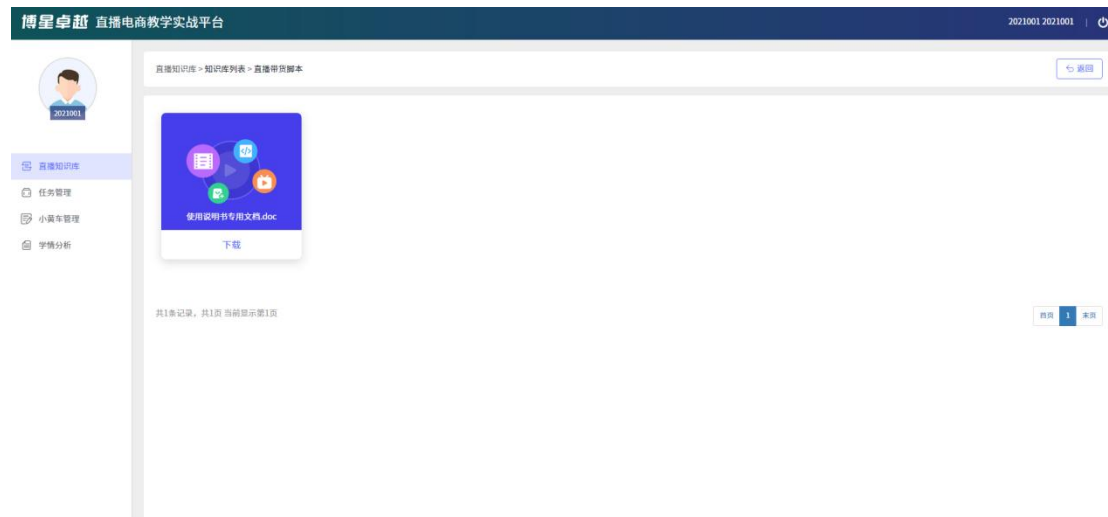 博星卓越 直播电商教学实战平台
2021001 2021001 |
2021001
直播知识库
任务管理
小黄车管理
学情分析
直播知识库 > 知识库列表 > 直播带货脚本
返回
使用说明书专用文档.doc
下载
共1条记录，共1页 当前显示第1页
首页 1 末页